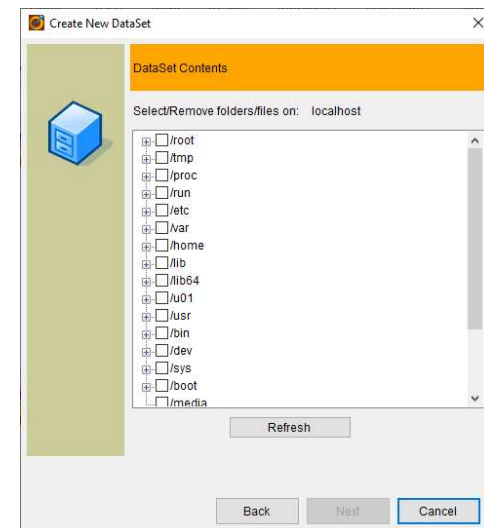 Create New DataSet
DataSet Contents
Select/Remove folders/files on: localhost
/root
/tmp
/proc
/run
/etc
/var
/home
/lib
/lib64
/u01
/usr
/bin
/dev
/sys
/boot
/media
Refresh
Back Next Cancel